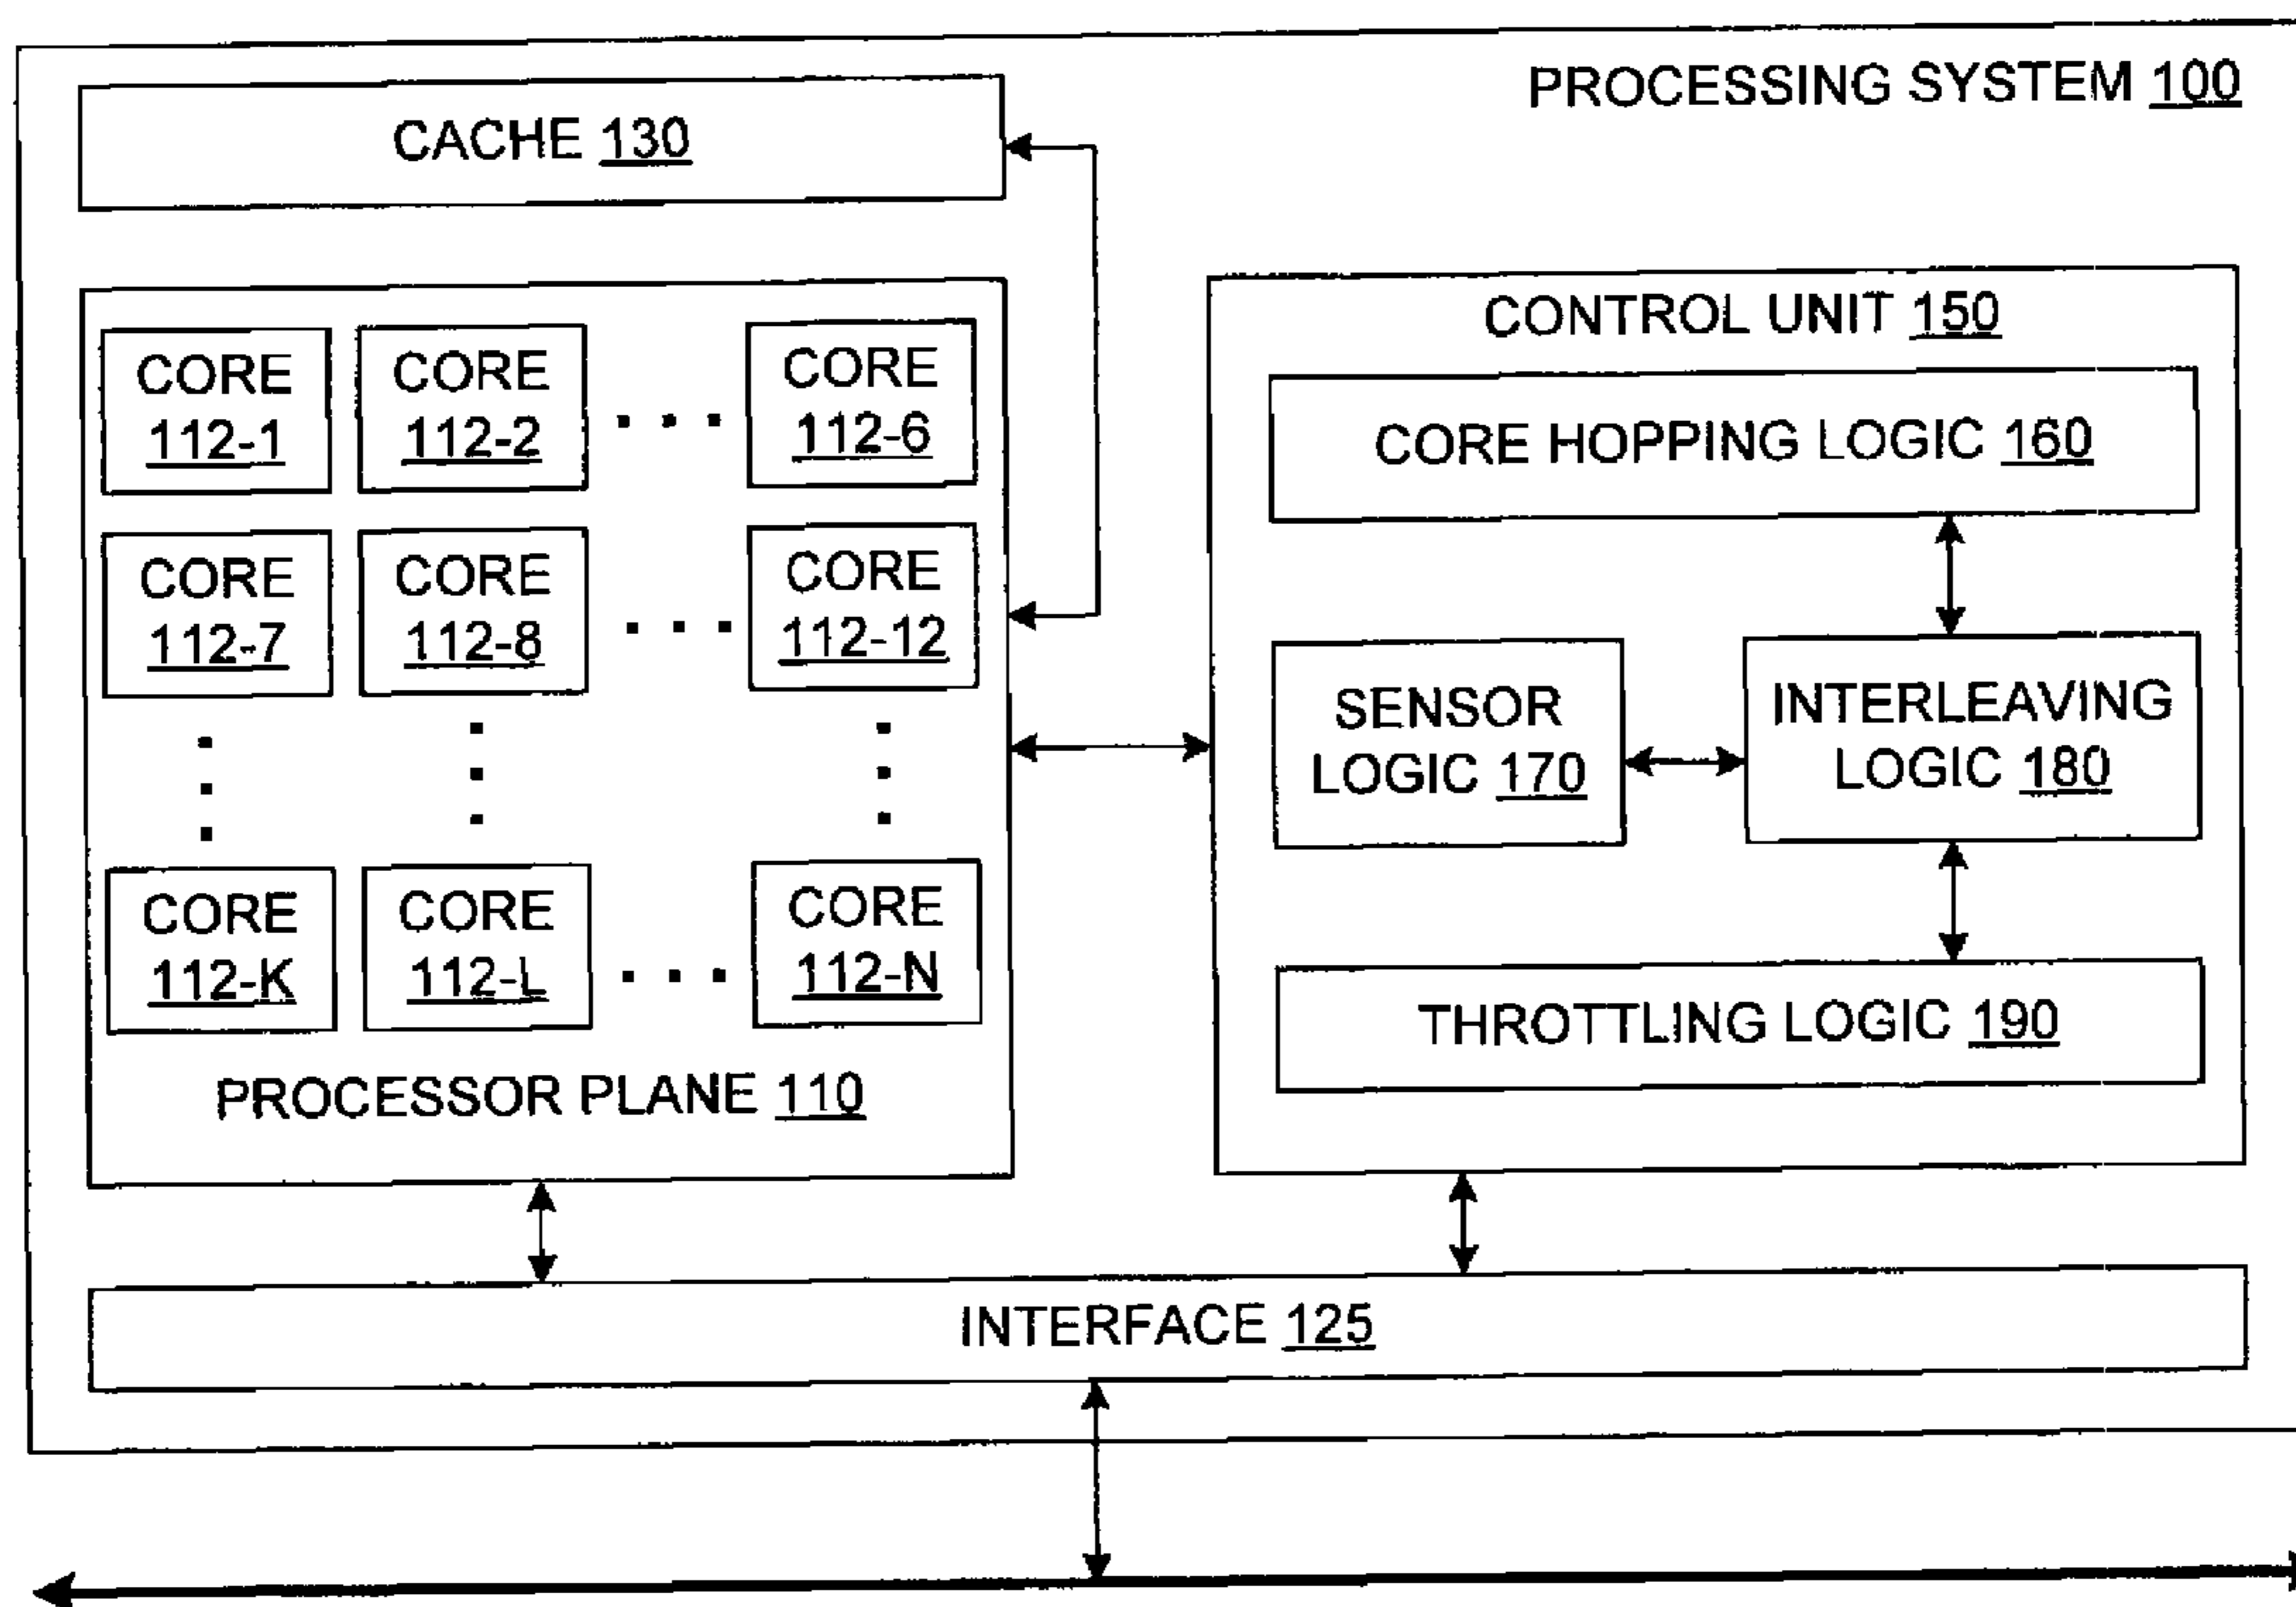 PROCESSING SYSTEM 100
CACHE 130
CORE
112-1
CORE
112-2
CORE
112-6
CORE
112-7
CORE
112-8
CORE
112-12
CORE
112-K
CORE
112-L
CORE
112-N
PROCESSOR PLANE 110
CONTROL UNIT 150
CORE HOPPING LOGIC 160
SENSOR
LOGIC 170
INTERLEAVING
LOGIC 180
THROTTLING LOGIC 190
INTERFACE 125